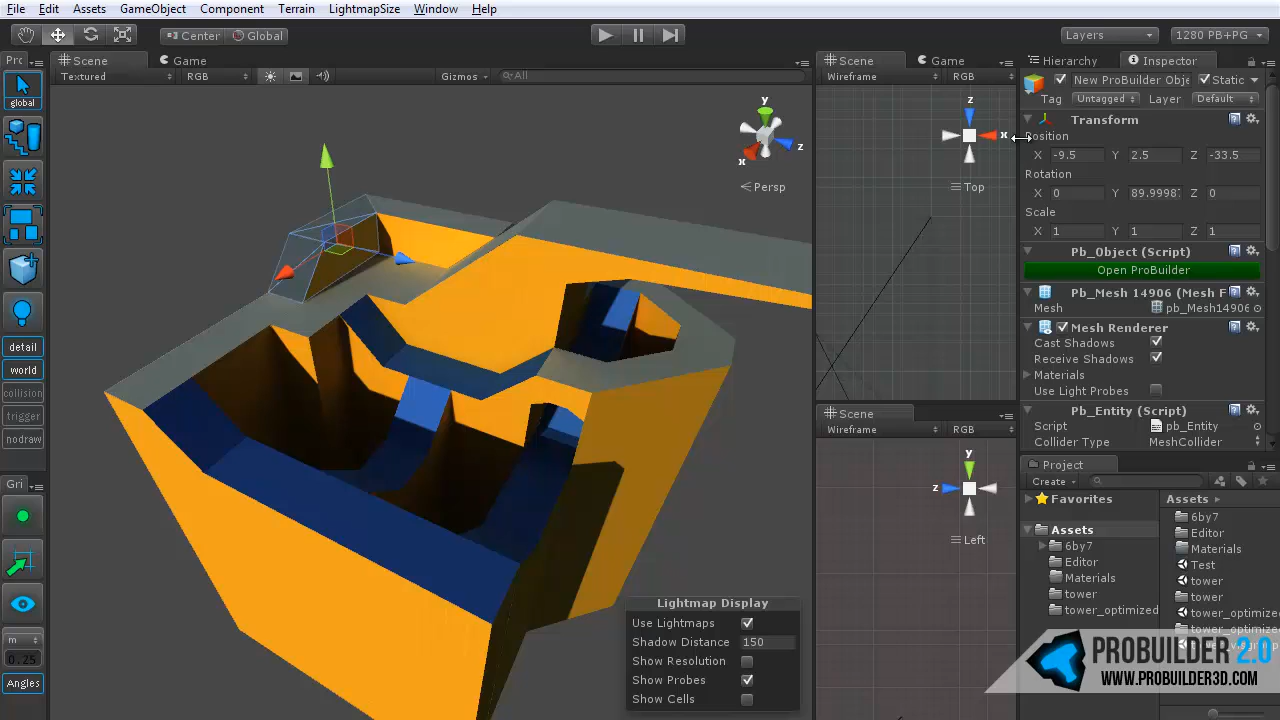 File Edit Assets GameObject Component Terrain LightmapSize Window Help
Center Global Layers 1280 PB+PG
Prc Scene Game
Textured RGB Gizmos All
global
detail
world
collision
trigger
nodraw
Gri
m
0.25
Angles
y
x
z
Persp
Lightmap Display
Use Lightmaps
Shadow Distance 150
Show Resolution
Show Probes
Show Cells
Scene Game
Wireframe RGB
z
x
Top
Scene
Wireframe RGB
y
z
Left
Hierarchy Inspector
New ProBuilder Obje Static
Tag Untagged Layer Default
Transform
Position
X -9.5 Y 2.5 Z -33.5
Rotation
X 0 Y 89.99987 Z 0
Scale
X 1 Y 1 Z 1
Pb_Object (Script)
Open ProBuilder
Pb_Mesh 14906 (Mesh F
Mesh pb_Mesh14906
Mesh Renderer
Cast Shadows
Receive Shadows
Materials
Use Light Probes
Pb_Entity (Script)
Script pb_Entity
Collider Type MeshCollider
Project
Create
Favorites
Assets
6by7
Editor
Materials
tower
tower_optimized
Assets
6by7
Editor
Materials
Test
tower
tower
tower_optimize
tower_optimize
PROBUILDER 2.0
WWW.PROBUILDER3D.COM